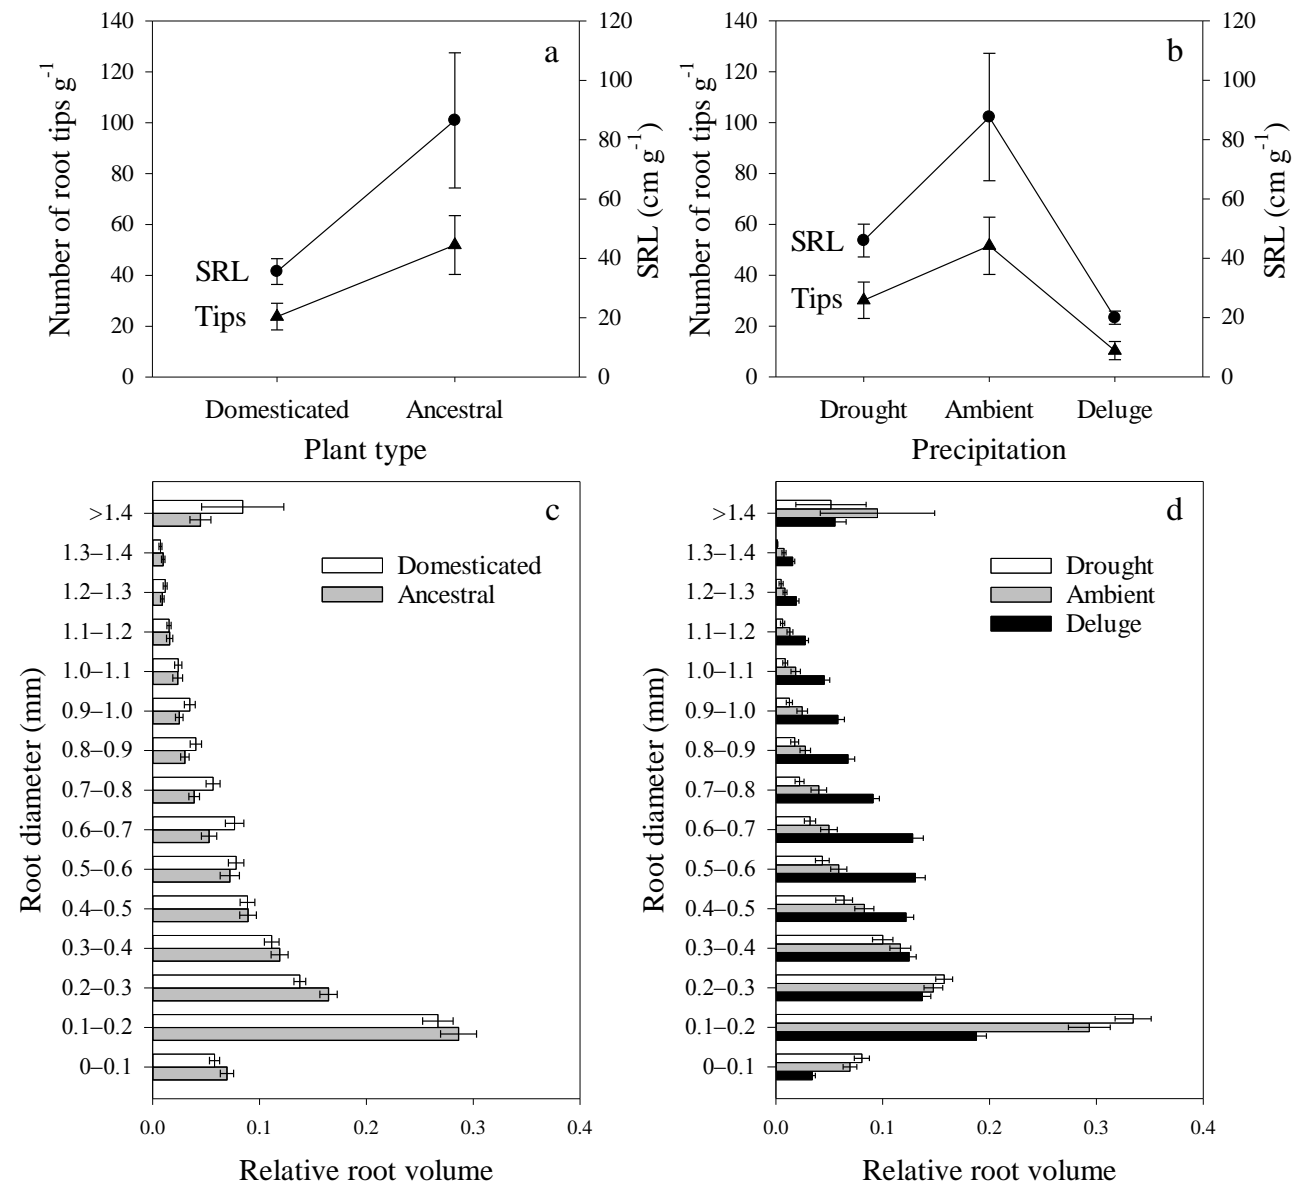 140
120
100
80
60
40
20
0
Number of root tips g-1
120
100
80
60
40
20
0
SRL (cm g-1)
a
SRL
Tips
Domesticated
Ancestral
Plant type
140
120
100
80
60
40
20
0
Number of root tips g-1
120
100
80
60
40
20
0
SRL (cm g-1)
b
SRL
Tips
Drought
Ambient
Deluge
Precipitation
c
Domesticated
Ancestral
>1.4
1.3–1.4
1.2–1.3
1.1–1.2
1.0–1.1
0.9–1.0
0.8–0.9
0.7–0.8
0.6–0.7
0.5–0.6
0.4–0.5
0.3–0.4
0.2–0.3
0.1–0.2
0–0.1
Root diameter (mm)
0.0
0.1
0.2
0.3
0.4
Relative root volume
d
Drought
Ambient
Deluge
>1.4
1.3–1.4
1.2–1.3
1.1–1.2
1.0–1.1
0.9–1.0
0.8–0.9
0.7–0.8
0.6–0.7
0.5–0.6
0.4–0.5
0.3–0.4
0.2–0.3
0.1–0.2
0–0.1
Root diameter (mm)
0.0
0.1
0.2
0.3
0.4
Relative root volume